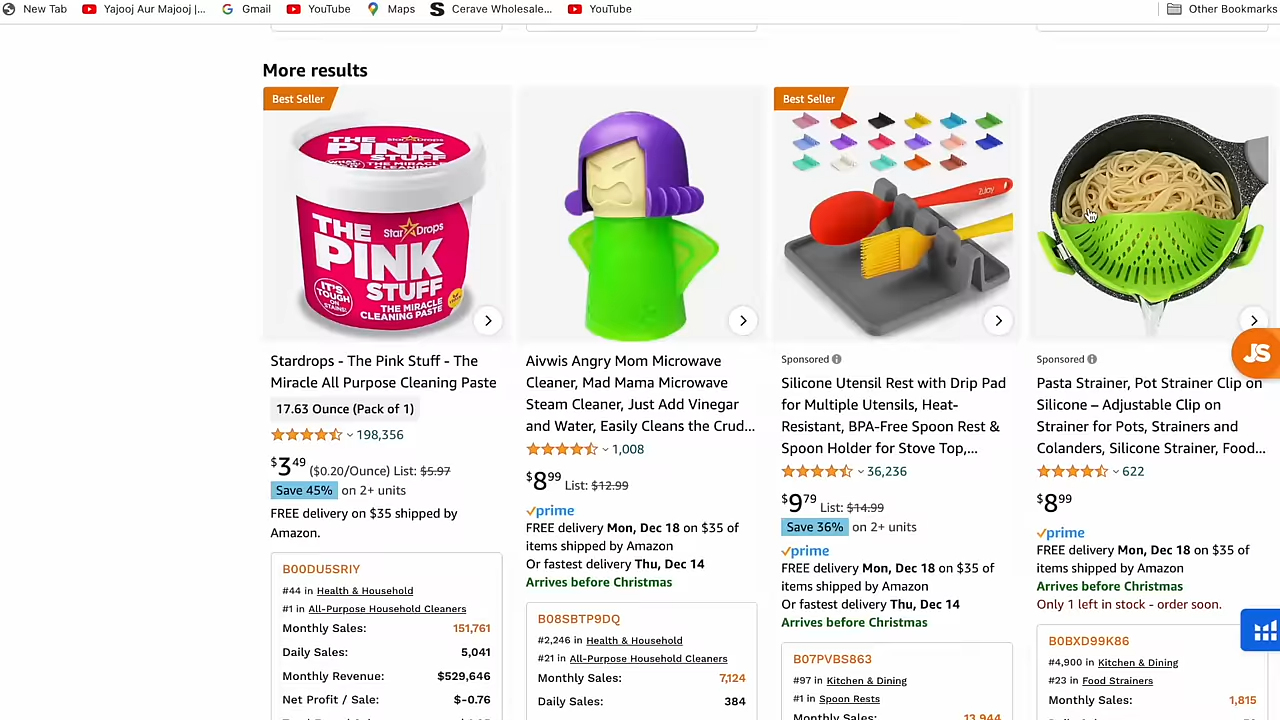 New Tab
Yajooj Aur Majooj |...
Gmail
YouTube
Maps
Cerave Wholesale...
YouTube
Other Bookmarks
More results
Best Seller
THE
PINK
STUFF
Star Drops
THE
PINK
STUFF
IT'S
TOUGH
ON
STAINS!
THE MIRACLE
CLEANING PASTE
Stardrops - The Pink Stuff - The
Miracle All Purpose Cleaning Paste
17.63 Ounce (Pack of 1)
198,356
$3.49 ($0.20/Ounce) List: $5.97
Save 45% on 2+ units
FREE delivery on $35 shipped by
Amazon.
B00DU5SRIY
#44 in Health & Household
#1 in All-Purpose Household Cleaners
Monthly Sales: 151,761
Daily Sales: 5,041
Monthly Revenue: $529,646
Net Profit / Sale: $-0.76
Aivwis Angry Mom Microwave
Cleaner, Mad Mama Microwave
Steam Cleaner, Just Add Vinegar
and Water, Easily Cleans the Crud...
1,008
$8.99 List: $12.99
prime
FREE delivery Mon, Dec 18 on $35 of
items shipped by Amazon
Or fastest delivery Thu, Dec 14
Arrives before Christmas
B08SBTP9DQ
#2,246 in Health & Household
#21 in All-Purpose Household Cleaners
Monthly Sales: 7,124
Daily Sales: 384
Best Seller
Zulay
Sponsored
Silicone Utensil Rest with Drip Pad
for Multiple Utensils, Heat-
Resistant, BPA-Free Spoon Rest &
Spoon Holder for Stove Top,...
36,236
$9.79 List: $14.99
Save 36% on 2+ units
prime
FREE delivery Mon, Dec 18 on $35 of
items shipped by Amazon
Or fastest delivery Thu, Dec 14
Arrives before Christmas
B07PVBS863
#97 in Kitchen & Dining
#1 in Spoon Rests
Monthly Sales: 13,944
Sponsored
Pasta Strainer, Pot Strainer Clip on
Silicone – Adjustable Clip on
Strainer for Pots, Strainers and
Colanders, Silicone Strainer, Food...
622
$8.99
prime
FREE delivery Mon, Dec 18 on $35 of
items shipped by Amazon
Arrives before Christmas
Only 1 left in stock - order soon.
B0BXD99K86
#4,900 in Kitchen & Dining
#23 in Food Strainers
Monthly Sales: 1,815
JS